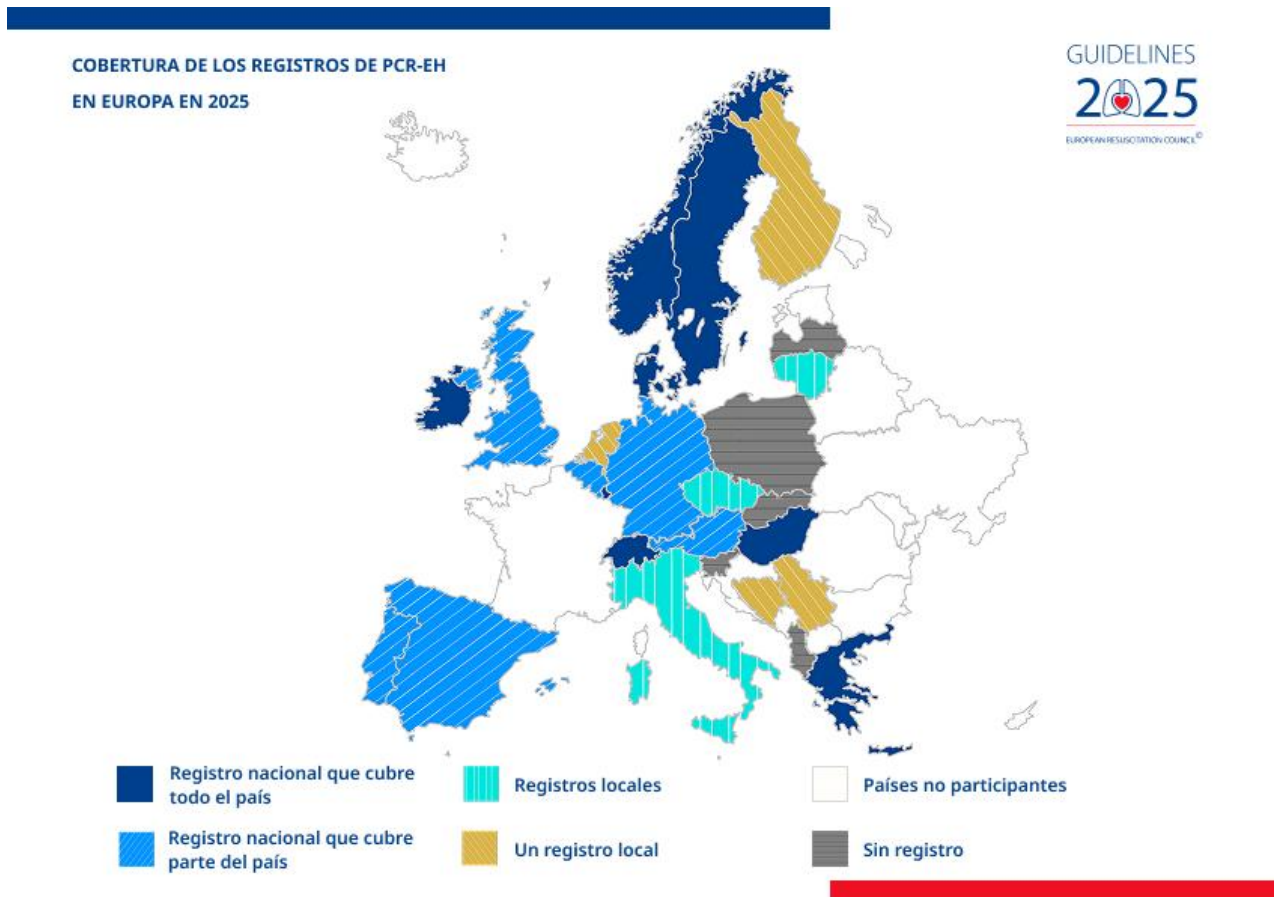 COBERTURA DE LOS REGISTROS DE PCR-EH
EN EUROPA EN 2025
GUIDELINES
2025
EUROPEAN RESUSCITATION COUNCIL©
Registro nacional que cubre
todo el país
Registros locales
Países no participantes
Registro nacional que cubre
parte del país
Un registro local
Sin registro